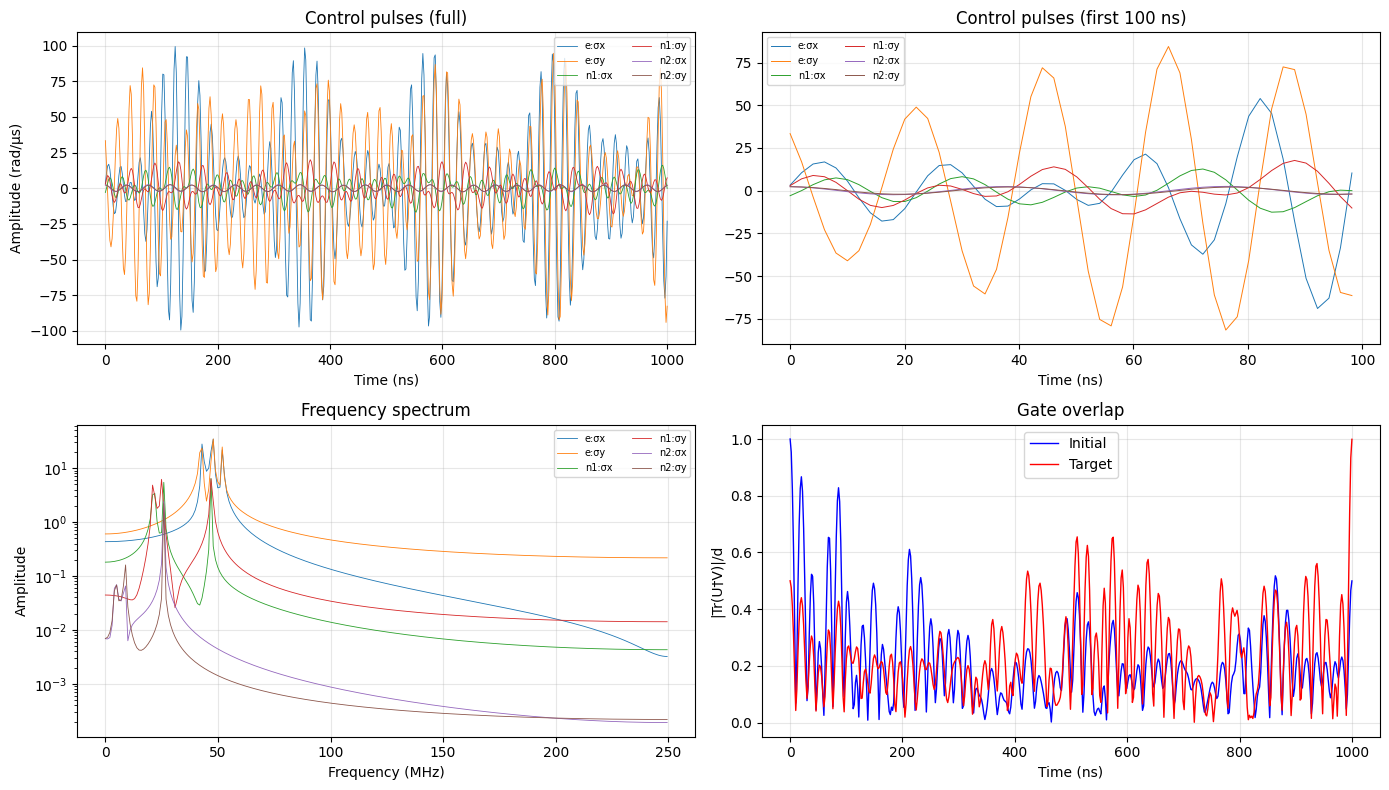 Control pulses (full)
Amplitude (rad/μs)
100
75
50
25
0
−25
−50
−75
−100
0 200 400 600 800 1000
Time (ns)
e:σx n1:σy
e:σy n2:σx
n1:σx n2:σy
Control pulses (first 100 ns)
75
50
25
0
−25
−50
−75
0 20 40 60 80 100
Time (ns)
e:σx n1:σy
e:σy n2:σx
n1:σx n2:σy
Frequency spectrum
Amplitude
10¹
10⁰
10⁻¹
10⁻²
10⁻³
0 50 100 150 200 250
Frequency (MHz)
e:σx n1:σy
e:σy n2:σx
n1:σx n2:σy
Gate overlap
|Tr(U†V)|/d
1.0
0.8
0.6
0.4
0.2
0.0
0 200 400 600 800 1000
Time (ns)
Initial
Target